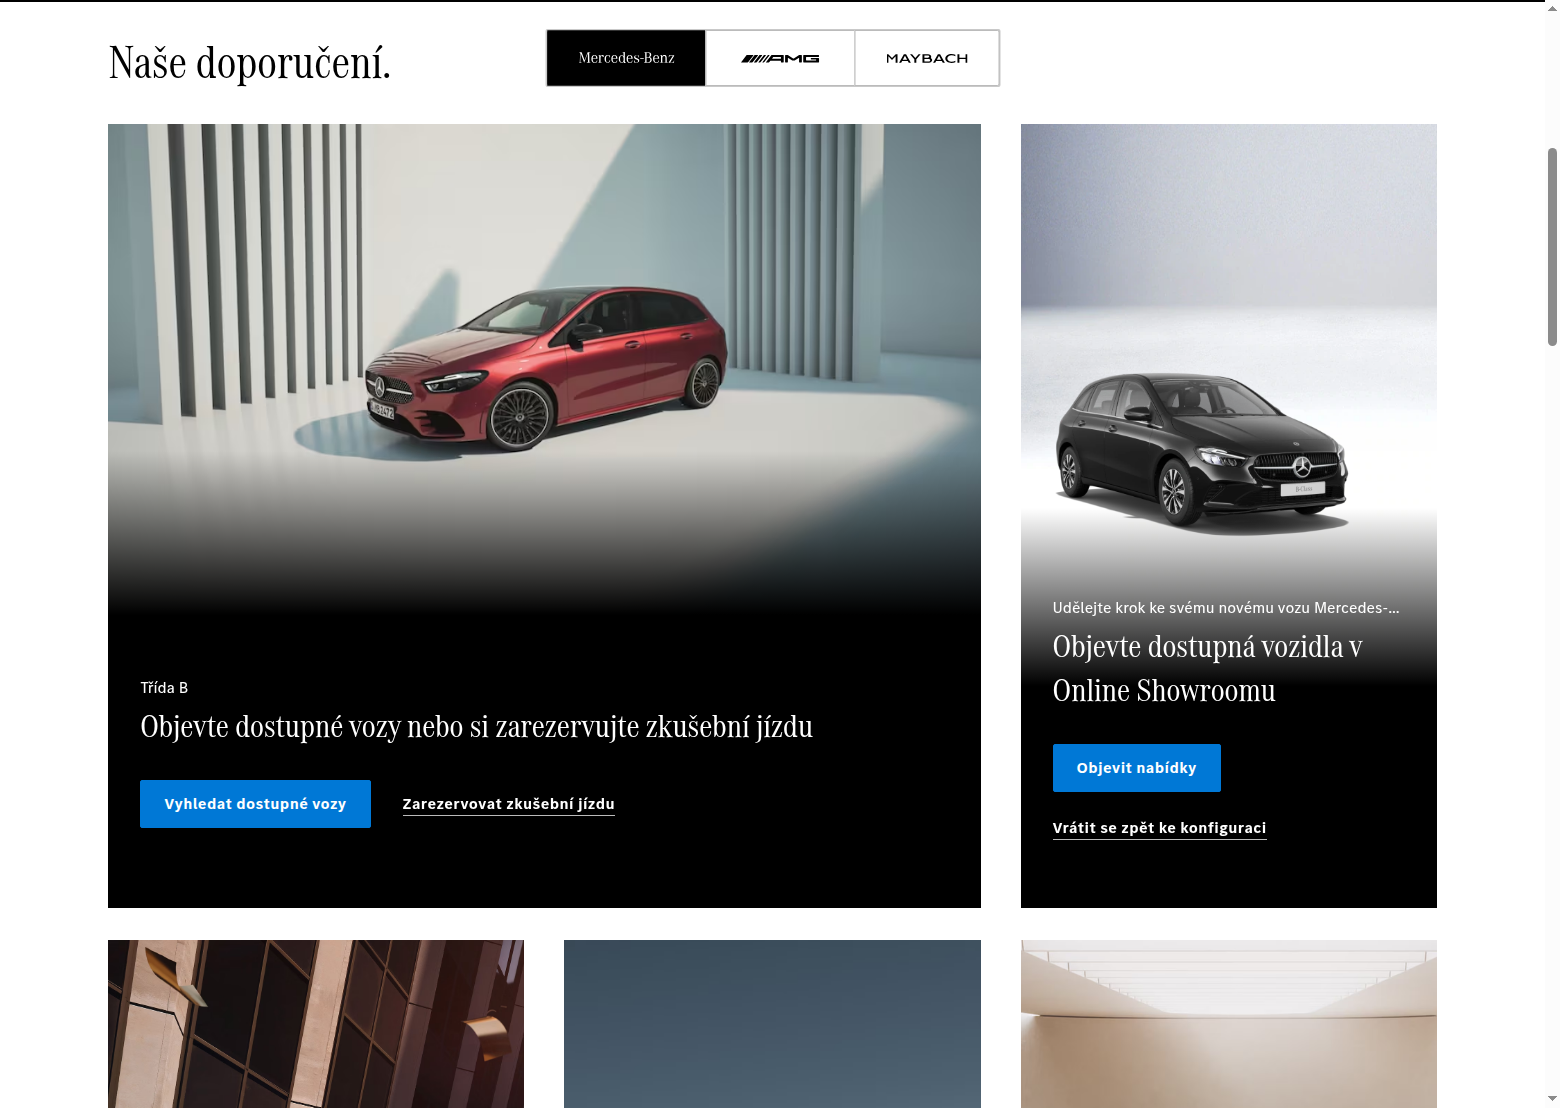 Naše doporučení.
Mercedes-Benz
AMG
MAYBACH
Třída B
Objevte dostupné vozy nebo si zarezervujte zkušební jízdu
Vyhledat dostupné vozy
Zarezervovat zkušební jízdu
Udělejte krok ke svému novému vozu Mercedes-...
Objevte dostupná vozidla v
Online Showroomu
Objevit nabídky
Vrátit se zpět ke konfiguraci